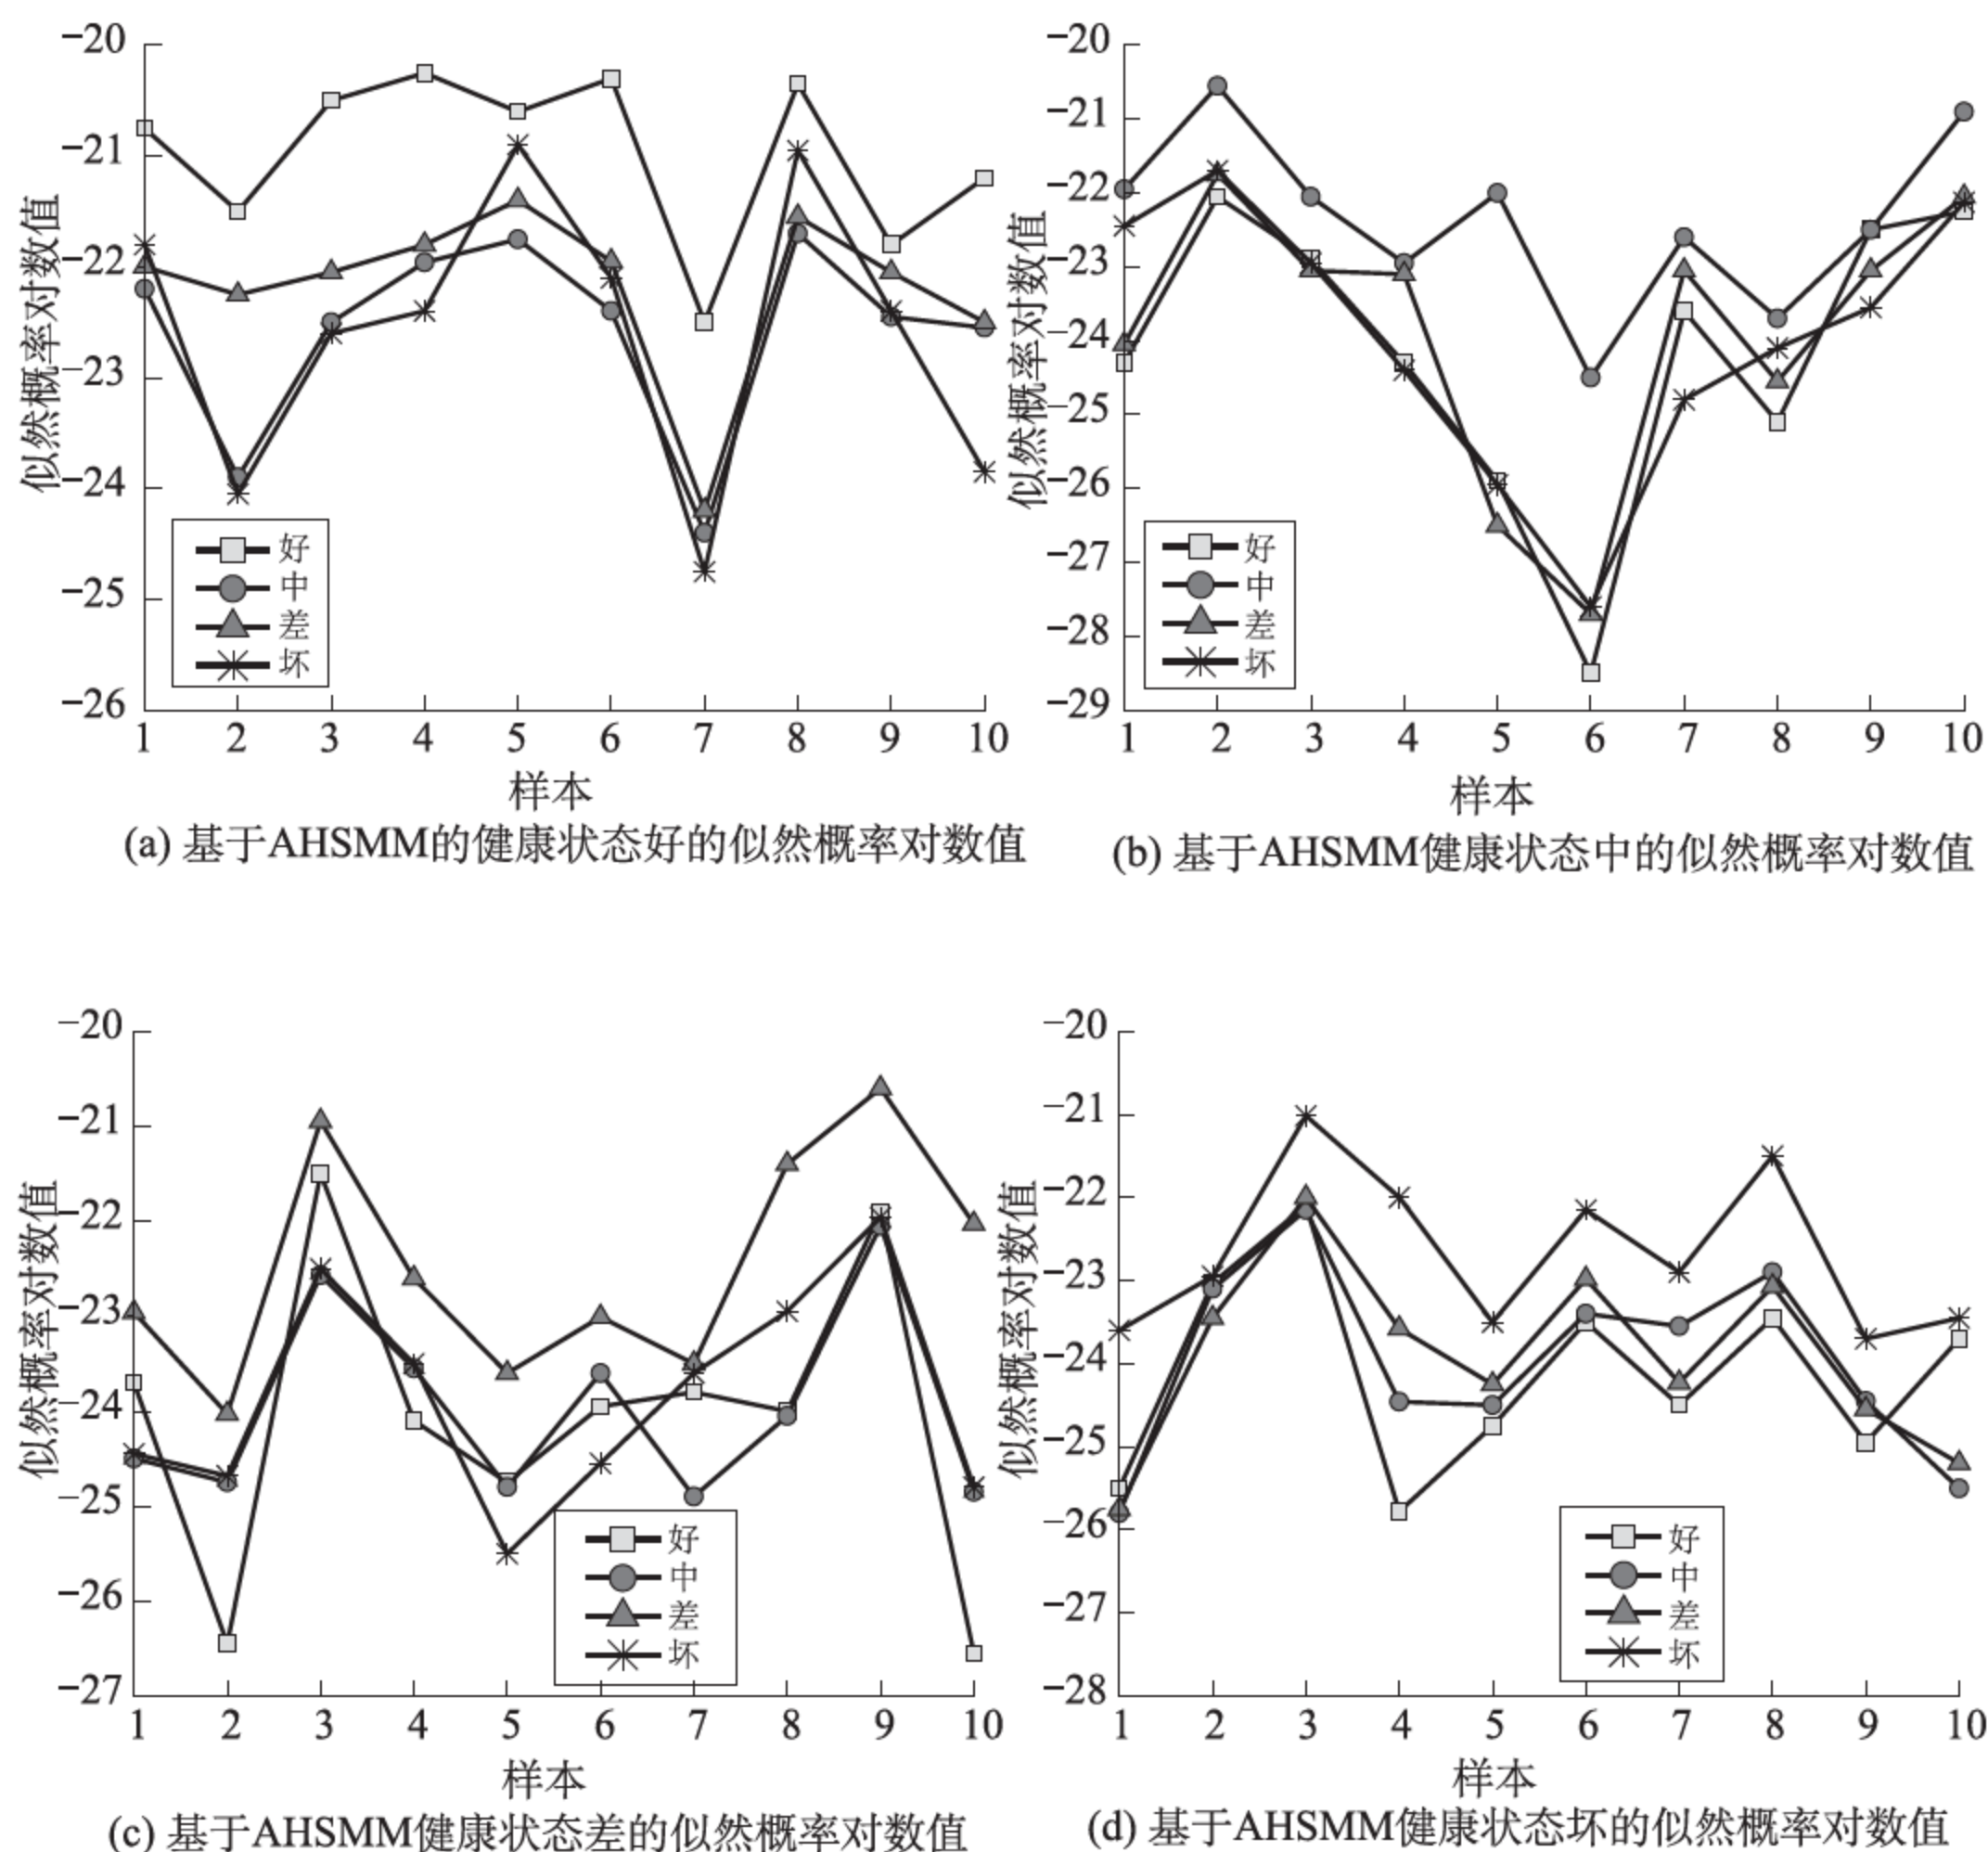 −20
−21
−22
−23
−24
−25
−26
似然概率对数值
好
中
差
坏
1 2 3 4 5 6 7 8 9 10
样本
(a) 基于AHSMM的健康状态好的似然概率对数值
−20
−21
−22
−23
−24
−25
−26
−27
−28
−29
似然概率对数值
好
中
差
坏
1 2 3 4 5 6 7 8 9 10
样本
(b) 基于AHSMM健康状态中的似然概率对数值
−20
−21
−22
−23
−24
−25
−26
−27
似然概率对数值
好
中
差
坏
1 2 3 4 5 6 7 8 9 10
样本
(c) 基于AHSMM健康状态差的似然概率对数值
−20
−21
−22
−23
−24
−25
−26
−27
−28
似然概率对数值
好
中
差
坏
1 2 3 4 5 6 7 8 9 10
样本
(d) 基于AHSMM健康状态坏的似然概率对数值